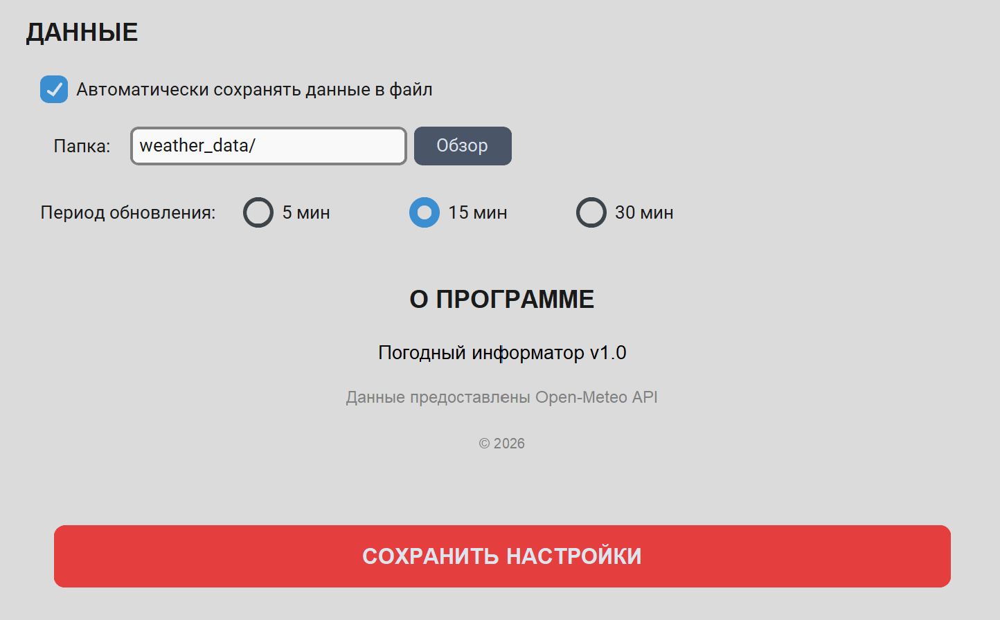 ДАННЫЕ
Автоматически сохранять данные в файл
Папка: weather_data/ Обзор
Период обновления: 5 мин 15 мин 30 мин
О ПРОГРАММЕ
Погодный информатор v1.0
Данные предоставлены Open-Meteo API
© 2026
СОХРАНИТЬ НАСТРОЙКИ